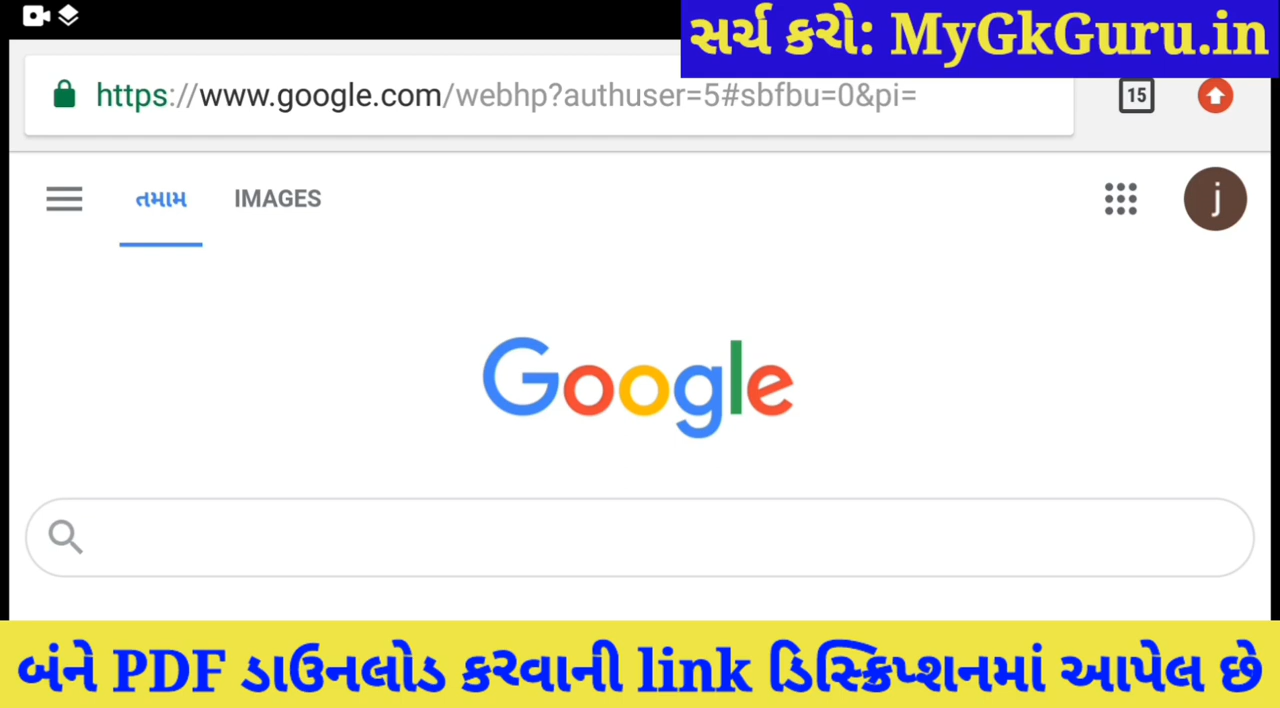 સર્ચ કરો: MyGkGuru.in
https://www.google.com/webhp?authuser=5#sbfbu=0&pi=
15
તમામ IMAGES
j
Google
બંને PDF ડાઉનલોડ કરવાની link ડિસ્ક્રિપ્શનમાં આપેલ છે